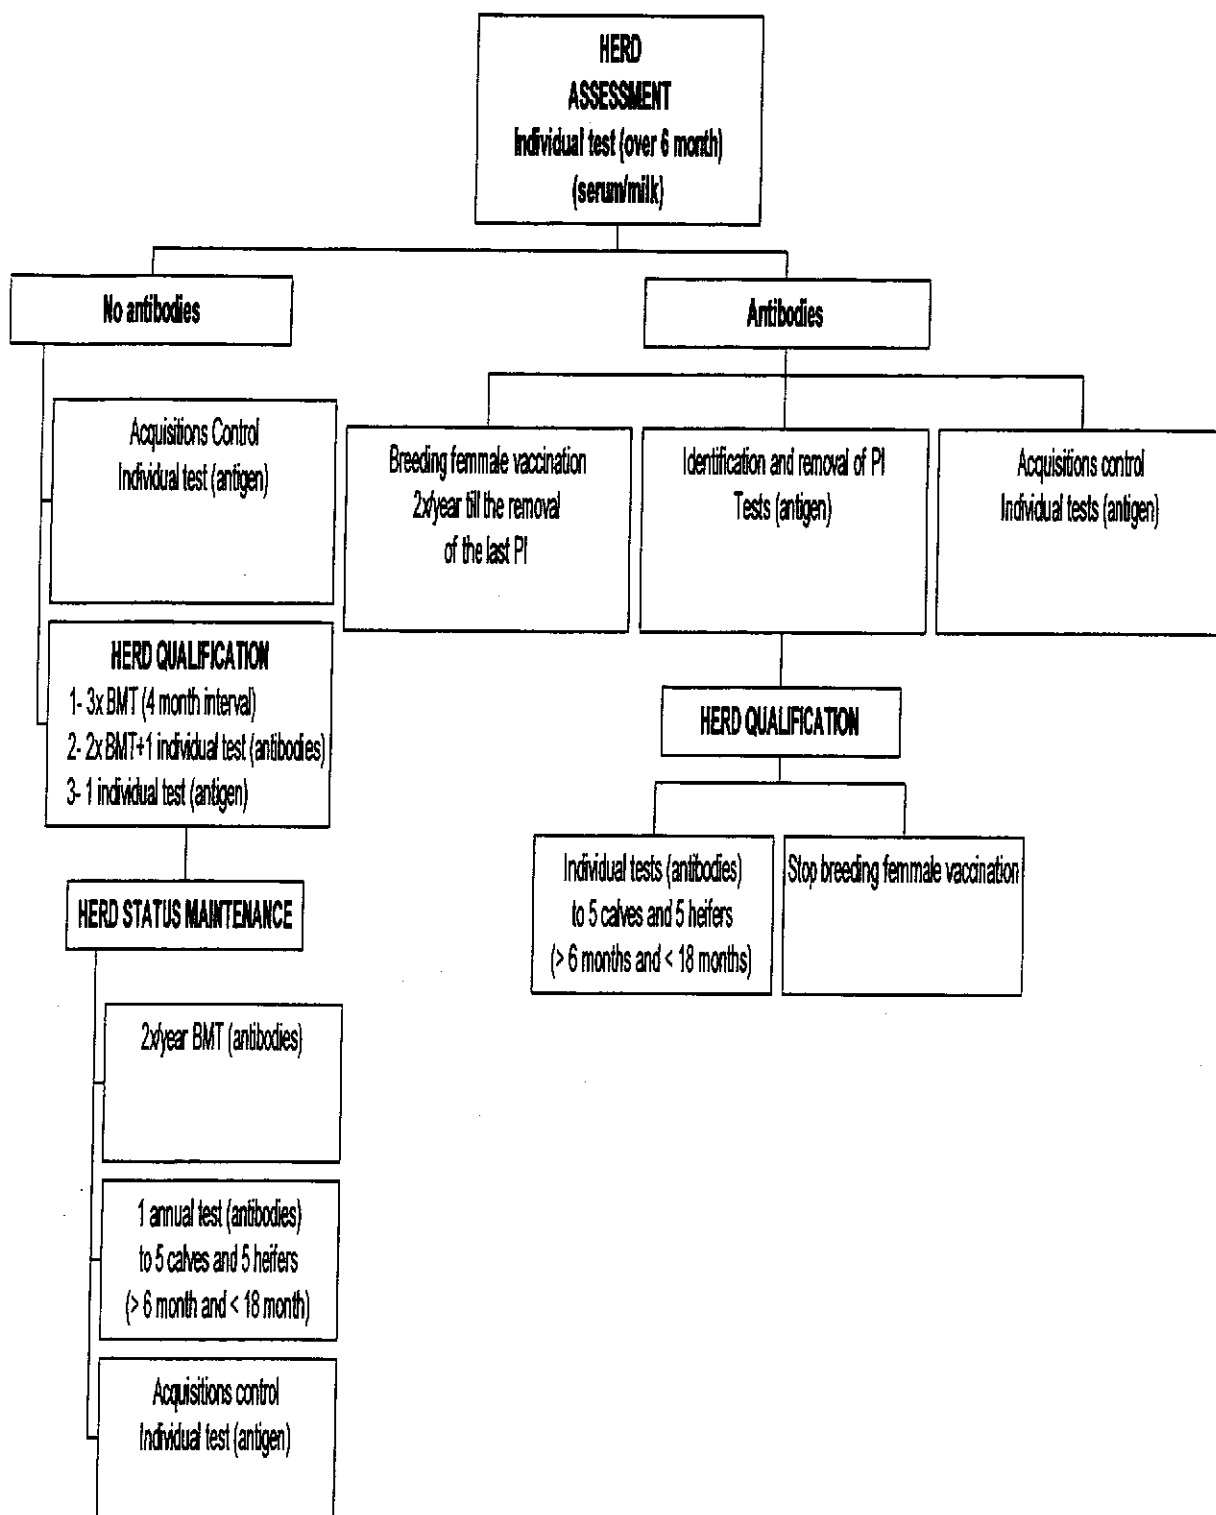 HERD
ASSESSMENT
Individual test (over 6 month)
(serum/milk)
No antibodies
Antibodies
Acquisitions Control
Individual test (antigen)
Breeding femmale vaccination
2x/year till the removal
of the last PI
Identification and removal of PI
Tests (antigen)
Acquisitions control
Individual tests (antigen)
HERD QUALIFICATION
1- 3x BMT (4 month interval)
2- 2x BMT+1 individual test (antibodies)
3- 1 individual test (antigen)
HERD QUALIFICATION
Individual tests (antibodies)
to 5 calves and 5 heifers
(> 6 months and < 18 months)
Stop breeding femmale vaccination
HERD STATUS MAINTENANCE
2x/year BMT (antibodies)
1 annual test (antibodies)
to 5 calves and 5 heifers
(> 6 month and < 18 month)
Acquisitions control
Individual test (antigen)